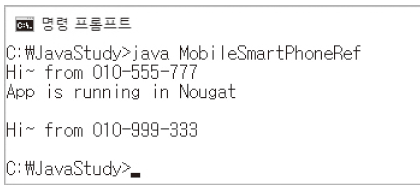 명령 프롬프트
C:₩JavaStudy>java MobileSmartPhoneRef
Hi~ from 010-555-777
App is running in Nougat
Hi~ from 010-999-333
C:₩JavaStudy>_